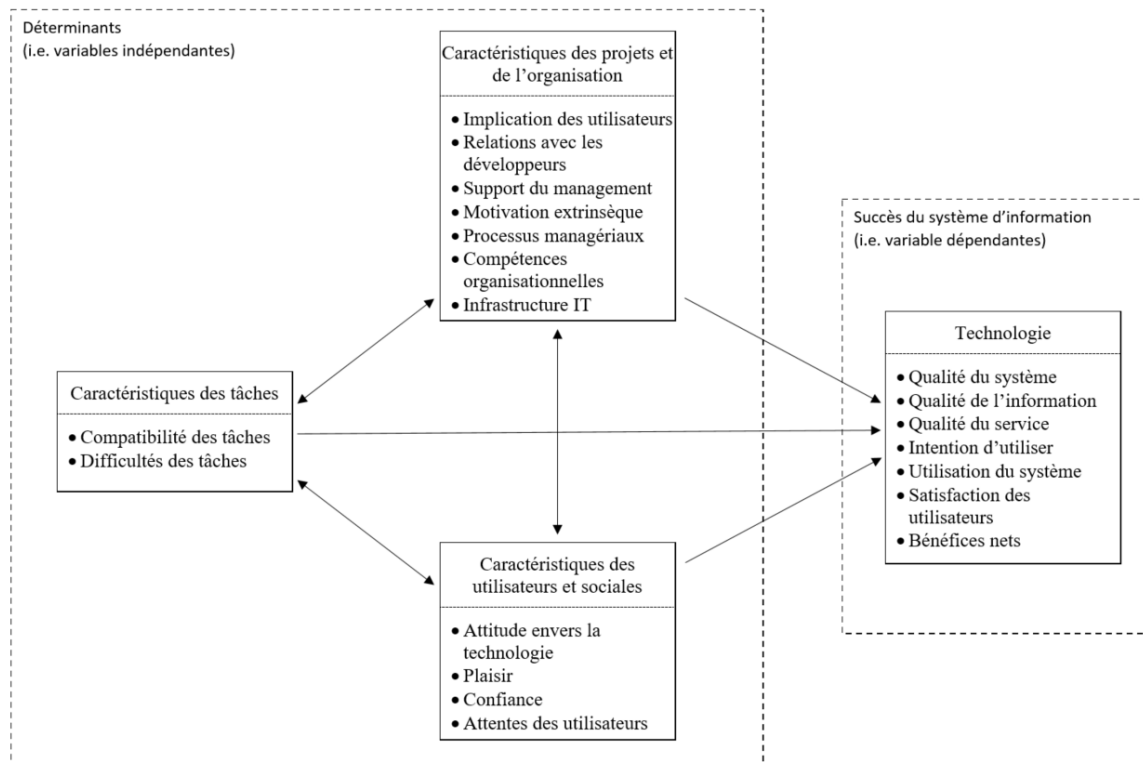 Déterminants
(i.e. variables indépendantes)
Caractéristiques des projets et
de l’organisation
• Implication des utilisateurs
• Relations avec les
développeurs
• Support du management
• Motivation extrinsèque
• Processus managériaux
• Compétences
organisationnelles
• Infrastructure IT
Caractéristiques des tâches
• Compatibilité des tâches
• Difficultés des tâches
Caractéristiques des
utilisateurs et sociales
• Attitude envers la
technologie
• Plaisir
• Confiance
• Attentes des utilisateurs
Succès du système d’information
(i.e. variable dépendantes)
Technologie
• Qualité du système
• Qualité de l’information
• Qualité du service
• Intention d’utiliser
• Utilisation du système
• Satisfaction des
utilisateurs
• Bénéfices nets